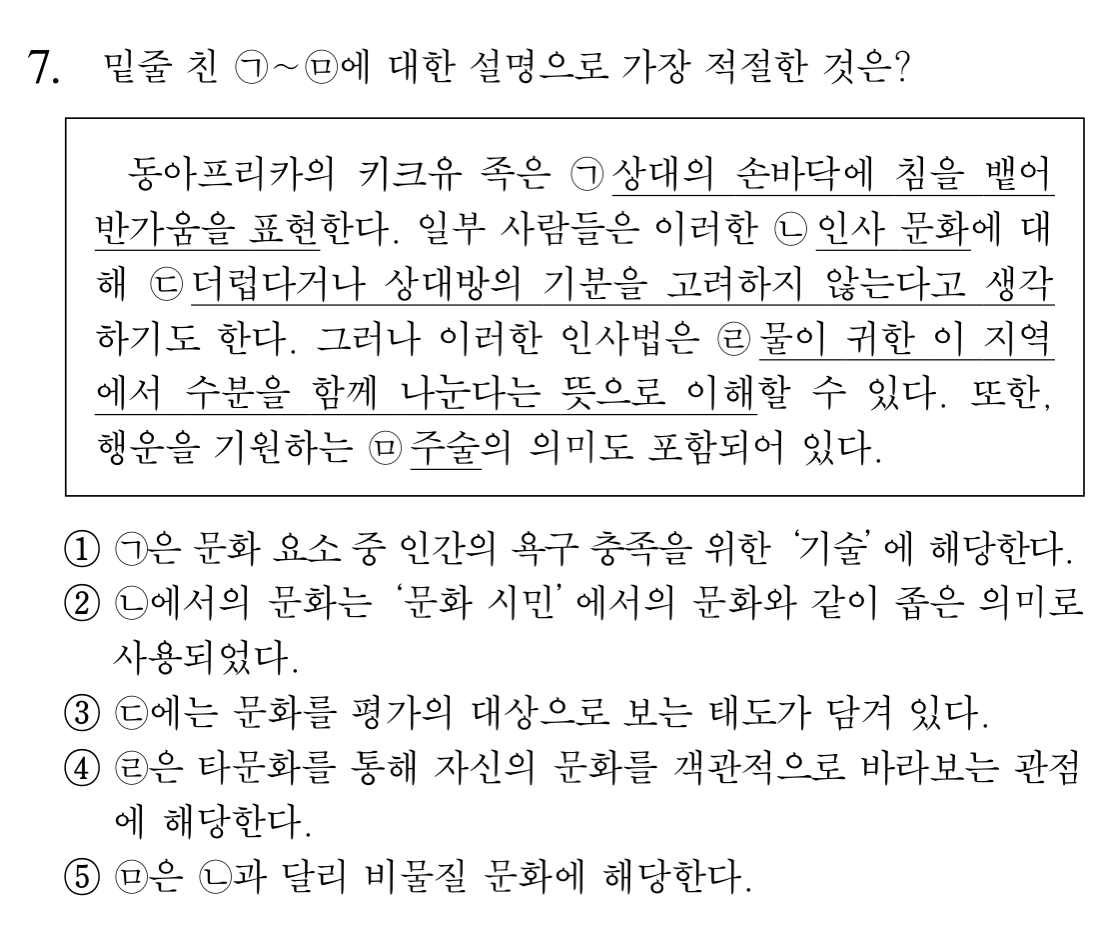 7. 밑줄 친 ㉠~㉤에 대한 설명으로 가장 적절한 것은?
동아프리카의 키크유 족은 ㉠상대의 손바닥에 침을 뱉어
반가움을 표현한다. 일부 사람들은 이러한 ㉡인사 문화에 대
해 ㉢더럽다거나 상대방의 기분을 고려하지 않는다고 생각
하기도 한다. 그러나 이러한 인사법은 ㉣물이 귀한 이 지역
에서 수분을 함께 나눈다는 뜻으로 이해할 수 있다. 또한,
행운을 기원하는 ㉤주술의 의미도 포함되어 있다.
① ㉠은 문화 요소 중 인간의 욕구 충족을 위한 ‘기술’에 해당한다.
② ㉡에서의 문화는 ‘문화 시민’에서의 문화와 같이 좁은 의미로
사용되었다.
③ ㉢에는 문화를 평가의 대상으로 보는 태도가 담겨 있다.
④ ㉣은 타문화를 통해 자신의 문화를 객관적으로 바라보는 관점
에 해당한다.
⑤ ㉤은 ㉡과 달리 비물질 문화에 해당한다.